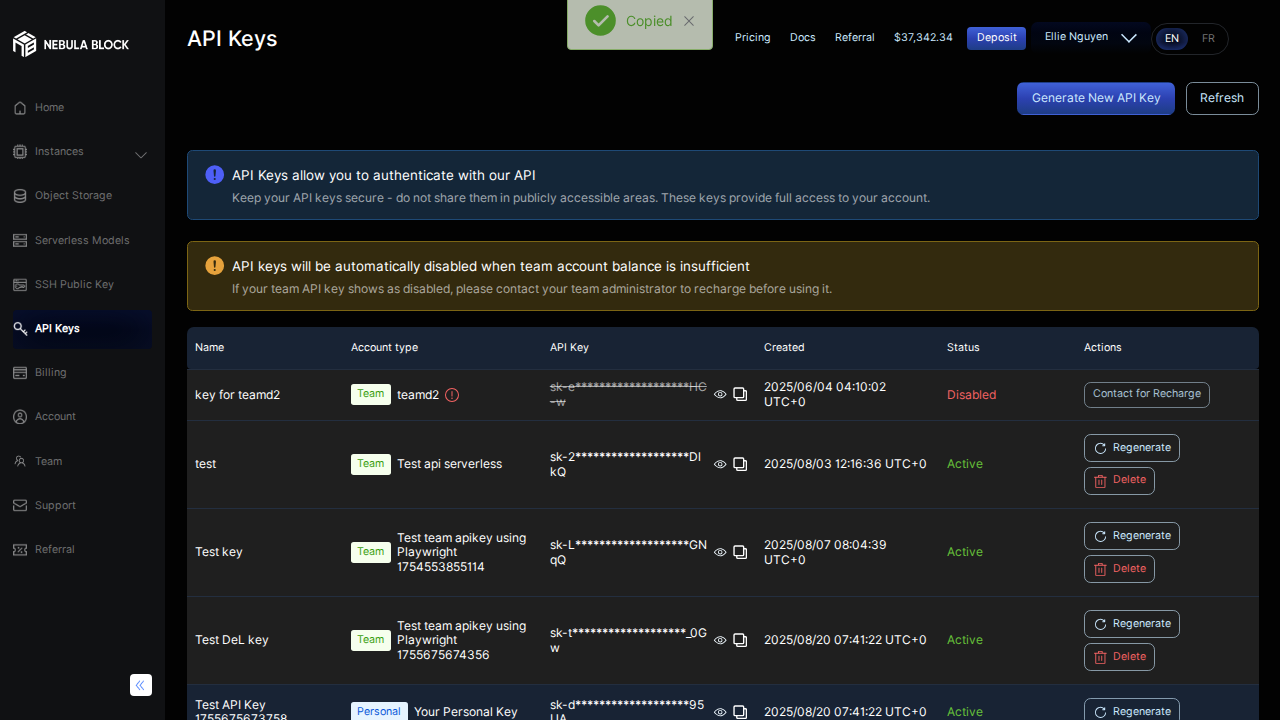 Copied
API Keys
Pricing
Docs
Referral
$37,342.34
Deposit
Ellie Nguyen
EN
FR
NEBULA BLOCK
Home
Instances
Object Storage
Serverless Models
SSH Public Key
API Keys
Billing
Account
Team
Support
Referral
Generate New API Key
Refresh
API Keys allow you to authenticate with our API
Keep your API keys secure - do not share them in publicly accessible areas. These keys provide full access to your account.
API keys will be automatically disabled when team account balance is insufficient
If your team API key shows as disabled, please contact your team administrator to recharge before using it.
Name
Account type
API Key
Created
Status
Actions
key for teamd2
Team
teamd2
sk-e*******************HC
-w
2025/06/04 04:10:02
UTC+0
Disabled
Contact for Recharge
test
Team
Test api serverless
sk-2*******************DI
kQ
2025/08/03 12:16:36 UTC+0
Active
Regenerate
Delete
Test key
Team
Test team apikey using
Playwright
1754553855114
sk-L*******************GN
qQ
2025/08/07 08:04:39
UTC+0
Active
Regenerate
Delete
Test DeL key
Team
Test team apikey using
Playwright
1755675674356
sk-t*******************_0G
w
2025/08/20 07:41:22 UTC+0
Active
Regenerate
Delete
Test API Key
1755675673758
Personal
Your Personal Key
sk-d*******************95
UA
2025/08/20 07:41:22 UTC+0
Active
Regenerate